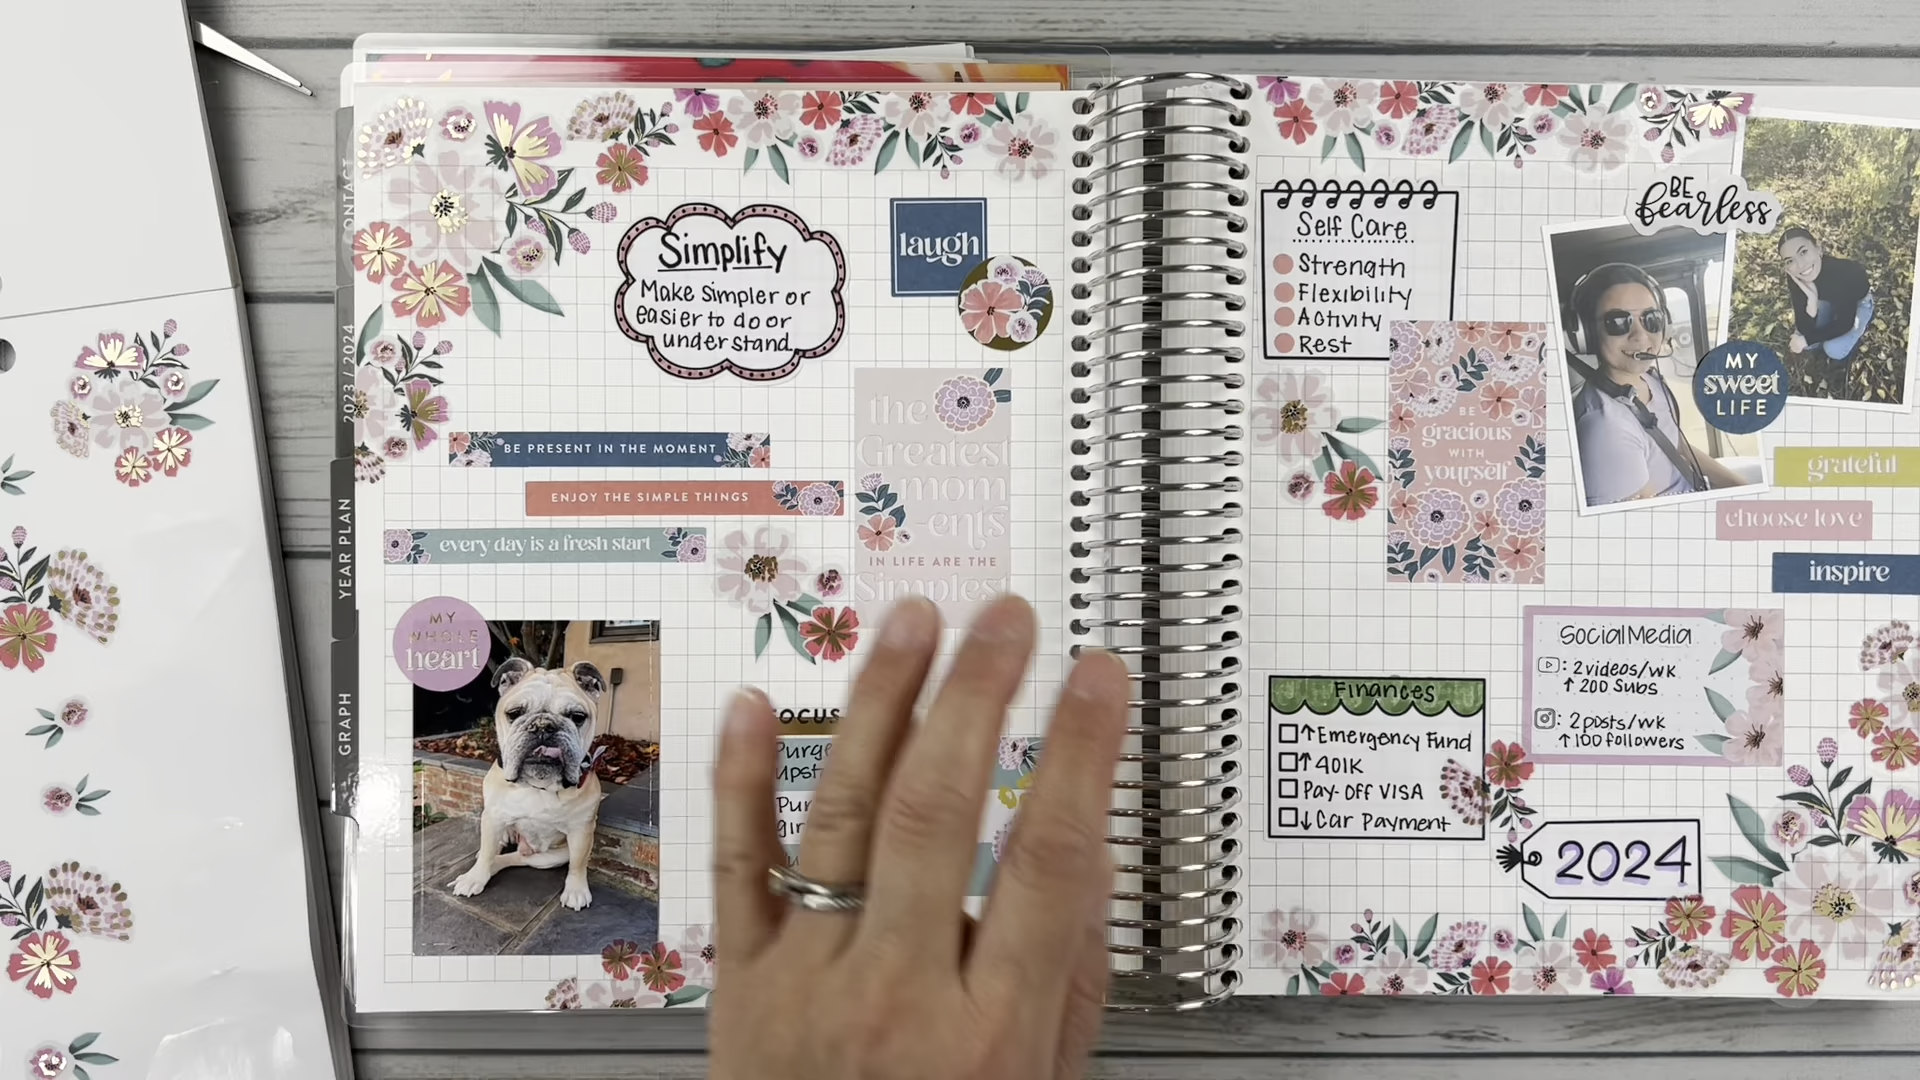 CONTACT
2023 / 2024
YEAR PLAN
GRAPH
Simplify
Make Simpler or
easier to do or
understand.
laugh
BE PRESENT IN THE MOMENT
ENJOY THE SIMPLE THINGS
every day is a fresh start
the
Greatest
mom
-ents
IN LIFE ARE THE
Simplest
MY
WHOLE
heart
Purge
Self Care
Strength
Flexibility
Activity
Rest
BE
gracious
WITH
yourself
BE
fearless
MY
sweet
LIFE
grateful
choose love
inspire
Social Media
: 2 videos/wk
↑ 200 Subs
: 2 posts/wk
↑ 100 followers
Finances
↑ Emergency Fund
↑ 401K
Pay-Off VISA
↓ Car Payment
2024